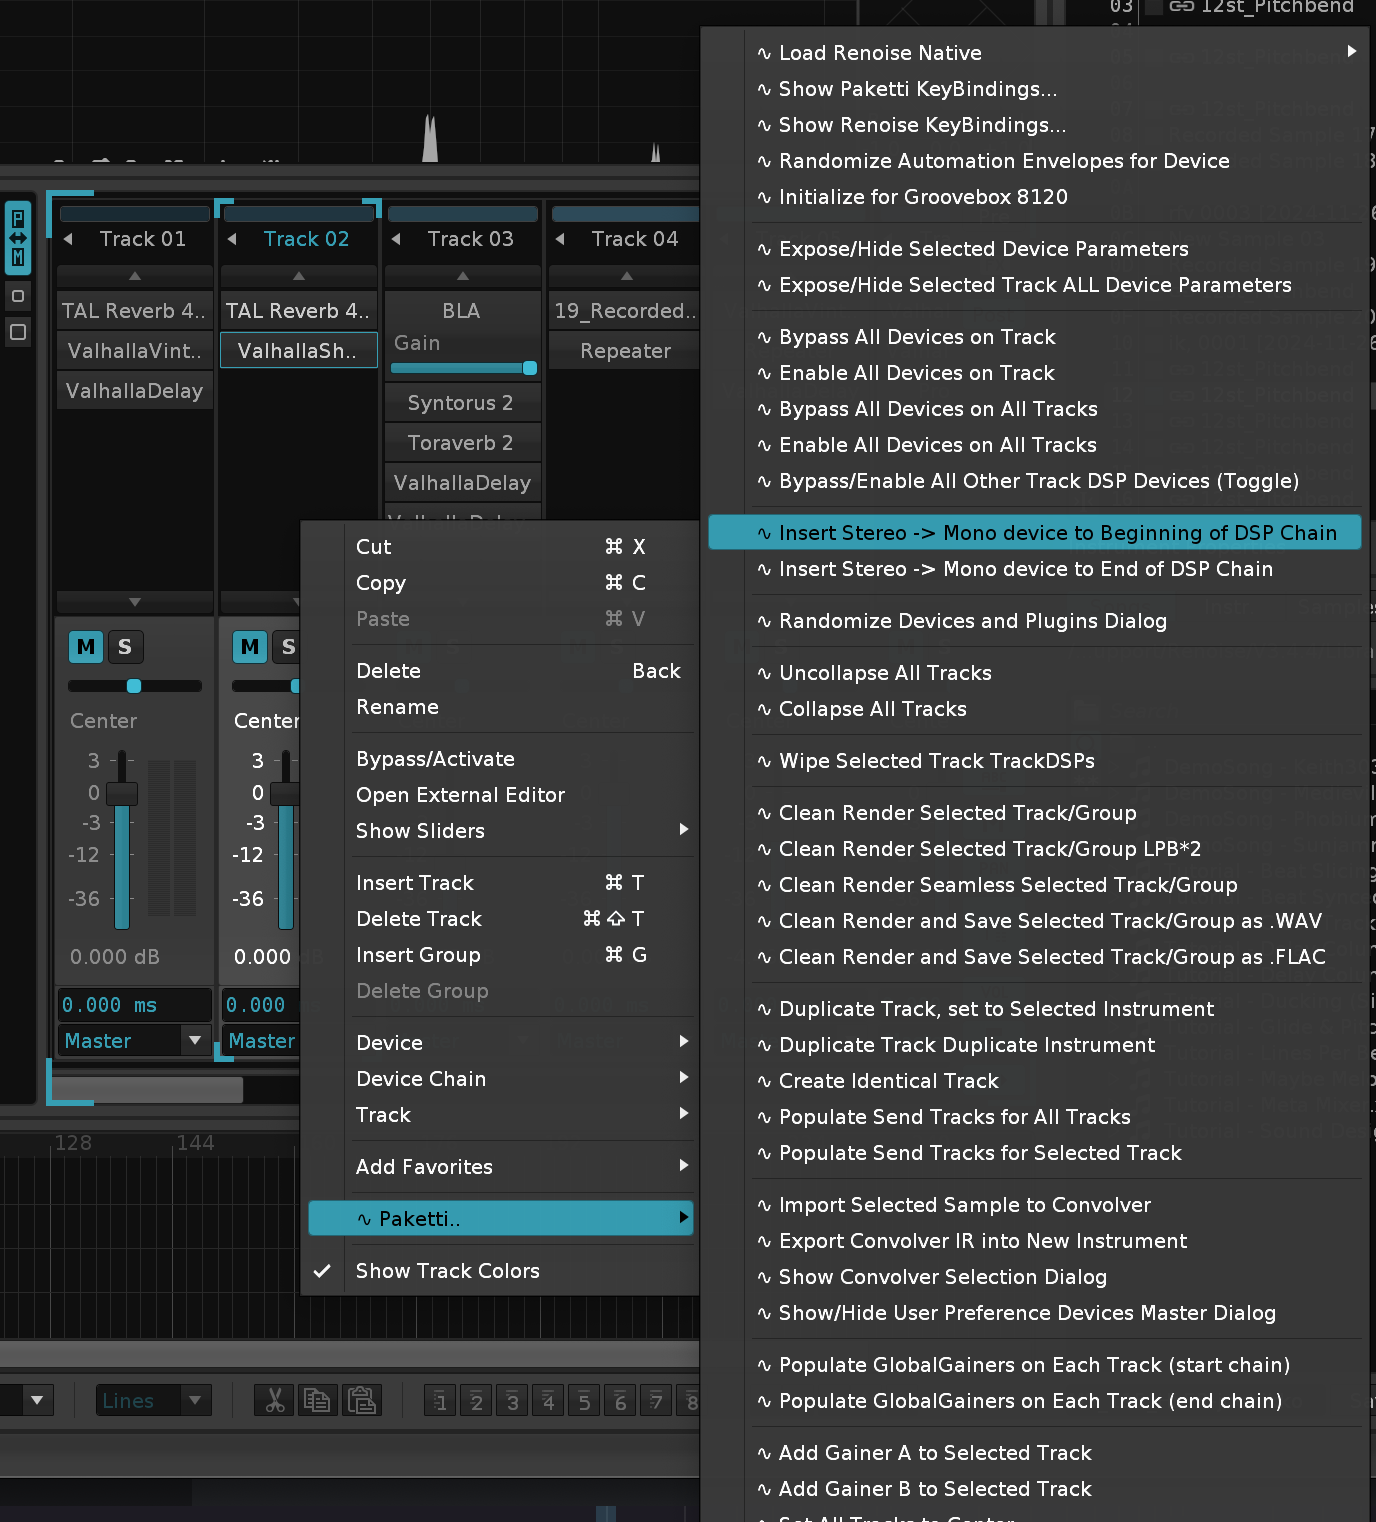 03 12st_Pitchbend
P
M
Track 01
Track 02
Track 03
Track 04
TAL Reverb 4..
ValhallaVint..
ValhallaDelay
TAL Reverb 4..
ValhallaSh..
BLA
Gain
Syntorus 2
Toraverb 2
ValhallaDelay
19_Recorded..
Repeater
M S
Center
3
0
-3
-12
-36
0.000 dB
0.000 ms
Master
M S
Center
3
0
-3
-12
-36
0.000
0.000
Master
128 144
Lines
1 2 3 4 5 6 7 8
Cut ⌘ X
Copy ⌘ C
Paste ⌘ V
Delete Back
Rename
Bypass/Activate
Open External Editor
Show Sliders
Insert Track ⌘ T
Delete Track ⌘⇧T
Insert Group ⌘ G
Delete Group
Device
Device Chain
Track
Add Favorites
∿ Paketti..
✓ Show Track Colors
∿ Load Renoise Native
∿ Show Paketti KeyBindings...
∿ Show Renoise KeyBindings...
∿ Randomize Automation Envelopes for Device
∿ Initialize for Groovebox 8120
∿ Expose/Hide Selected Device Parameters
∿ Expose/Hide Selected Track ALL Device Parameters
∿ Bypass All Devices on Track
∿ Enable All Devices on Track
∿ Bypass All Devices on All Tracks
∿ Enable All Devices on All Tracks
∿ Bypass/Enable All Other Track DSP Devices (Toggle)
∿ Insert Stereo -> Mono device to Beginning of DSP Chain
∿ Insert Stereo -> Mono device to End of DSP Chain
∿ Randomize Devices and Plugins Dialog
∿ Uncollapse All Tracks
∿ Collapse All Tracks
∿ Wipe Selected Track TrackDSPs
∿ Clean Render Selected Track/Group
∿ Clean Render Selected Track/Group LPB*2
∿ Clean Render Seamless Selected Track/Group
∿ Clean Render and Save Selected Track/Group as .WAV
∿ Clean Render and Save Selected Track/Group as .FLAC
∿ Duplicate Track, set to Selected Instrument
∿ Duplicate Track Duplicate Instrument
∿ Create Identical Track
∿ Populate Send Tracks for All Tracks
∿ Populate Send Tracks for Selected Track
∿ Import Selected Sample to Convolver
∿ Export Convolver IR into New Instrument
∿ Show Convolver Selection Dialog
∿ Show/Hide User Preference Devices Master Dialog
∿ Populate GlobalGainers on Each Track (start chain)
∿ Populate GlobalGainers on Each Track (end chain)
∿ Add Gainer A to Selected Track
∿ Add Gainer B to Selected Track